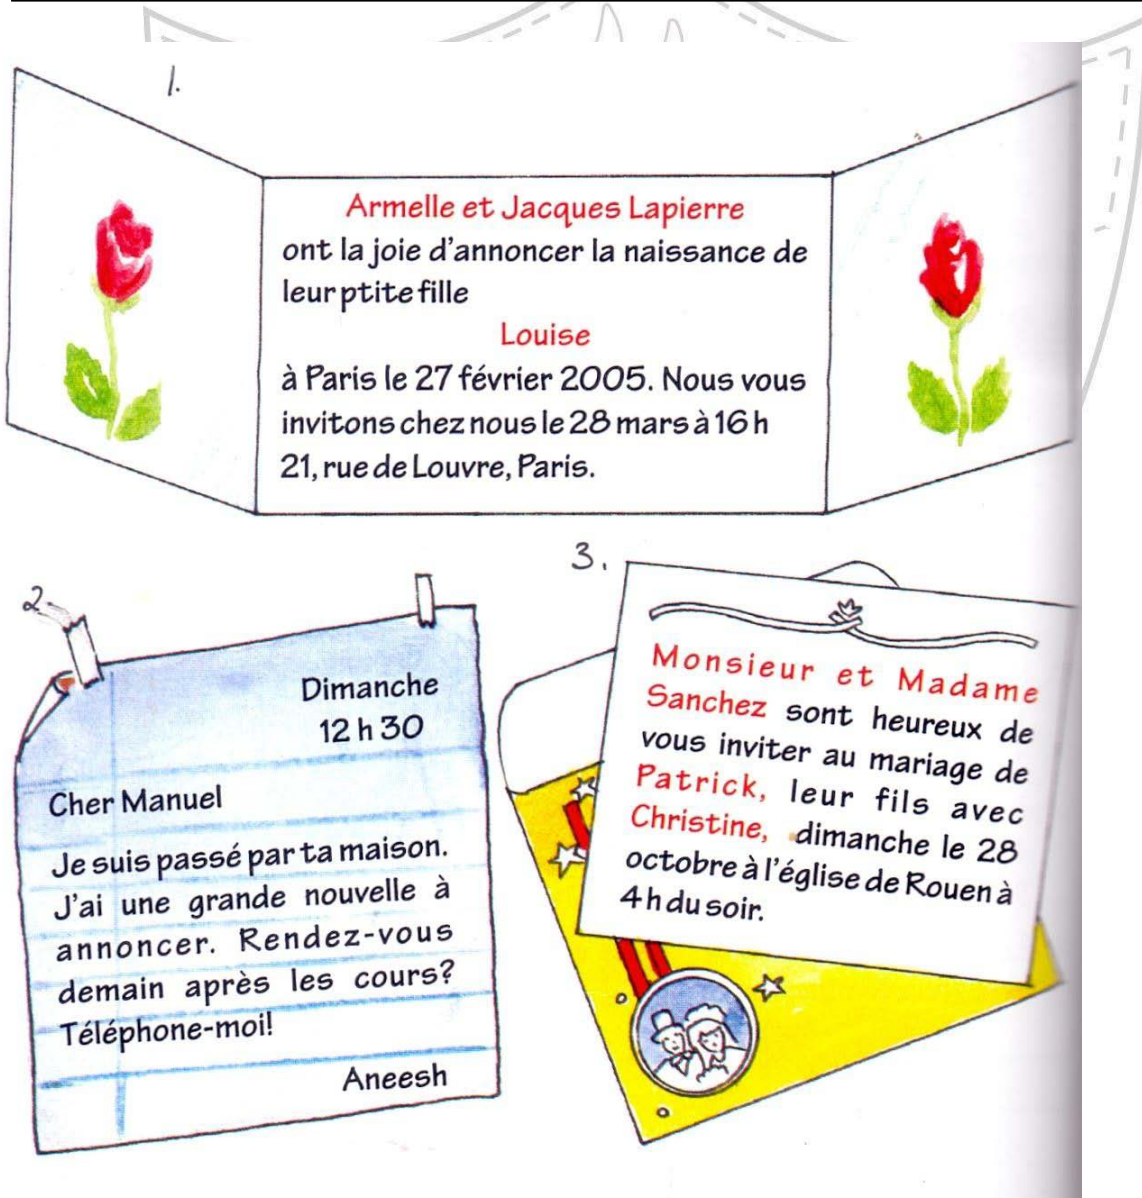 1.
Armelle et Jacques Lapierre
ont la joie d'annoncer la naissance de
leur ptite fille
Louise
à Paris le 27 février 2005. Nous vous
invitons chez nous le 28 mars à 16 h
21, rue de Louvre, Paris.
2.
Dimanche
12 h 30
Cher Manuel
Je suis passé par ta maison.
J'ai une grande nouvelle à
annoncer. Rendez-vous
demain après les cours?
Téléphone-moi!
Aneesh
3.
Monsieur et Madame
Sanchez sont heureux de
vous inviter au mariage de
Patrick, leur fils avec
Christine, dimanche le 28
octobre à l'église de Rouen à
4 h du soir.